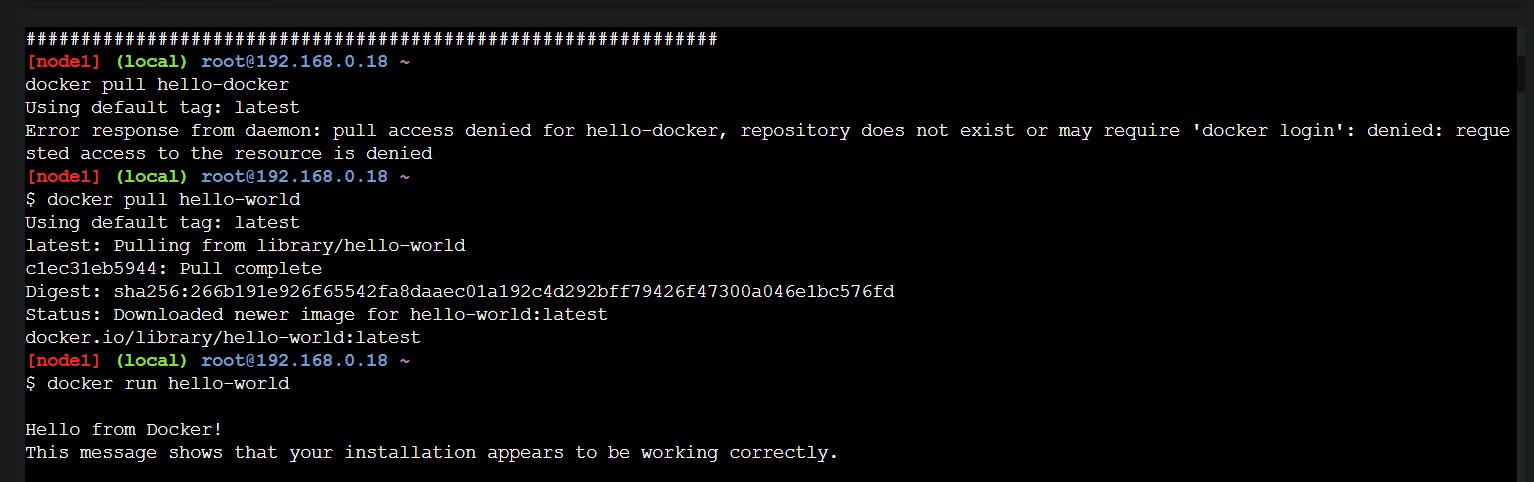 ###############################################################
[node1] (local) root@192.168.0.18 ~
docker pull hello-docker
Using default tag: latest
Error response from daemon: pull access denied for hello-docker, repository does not exist or may require 'docker login': denied: reque
sted access to the resource is denied
[node1] (local) root@192.168.0.18 ~
$ docker pull hello-world
Using default tag: latest
latest: Pulling from library/hello-world
c1ec31eb5944: Pull complete
Digest: sha256:266b191e926f65542fa8daaec01a192c4d292bff79426f47300a046e1bc576fd
Status: Downloaded newer image for hello-world:latest
docker.io/library/hello-world:latest
[node1] (local) root@192.168.0.18 ~
$ docker run hello-world
Hello from Docker!
This message shows that your installation appears to be working correctly.